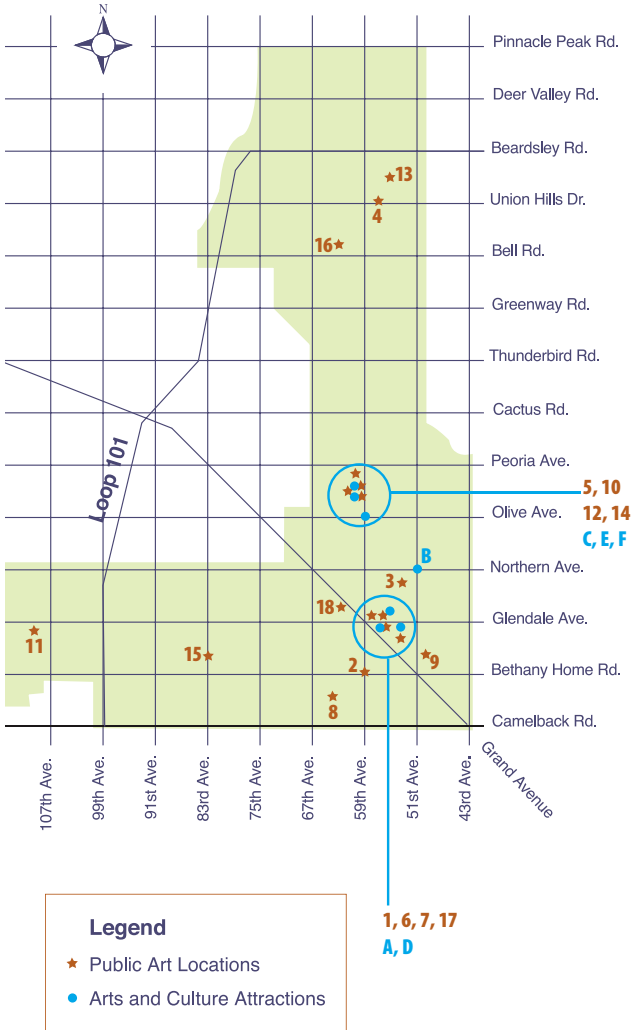 N
Pinnacle Peak Rd.
Deer Valley Rd.
Beardsley Rd.
13
Union Hills Dr.
4
16
Bell Rd.
Greenway Rd.
Thunderbird Rd.
Cactus Rd.
Loop 101
Peoria Ave.
5, 10
Olive Ave.
12, 14
C, E, F
B
Northern Ave.
3
18
Glendale Ave.
11
15
2
9
Bethany Home Rd.
8
Camelback Rd.
Grand Avenue
107th Ave.
99th Ave.
91st Ave.
83rd Ave.
75th Ave.
67th Ave.
59th Ave.
51st Ave.
43rd Ave.
1, 6, 7, 17
A, D
Legend
Public Art Locations
Arts and Culture Attractions